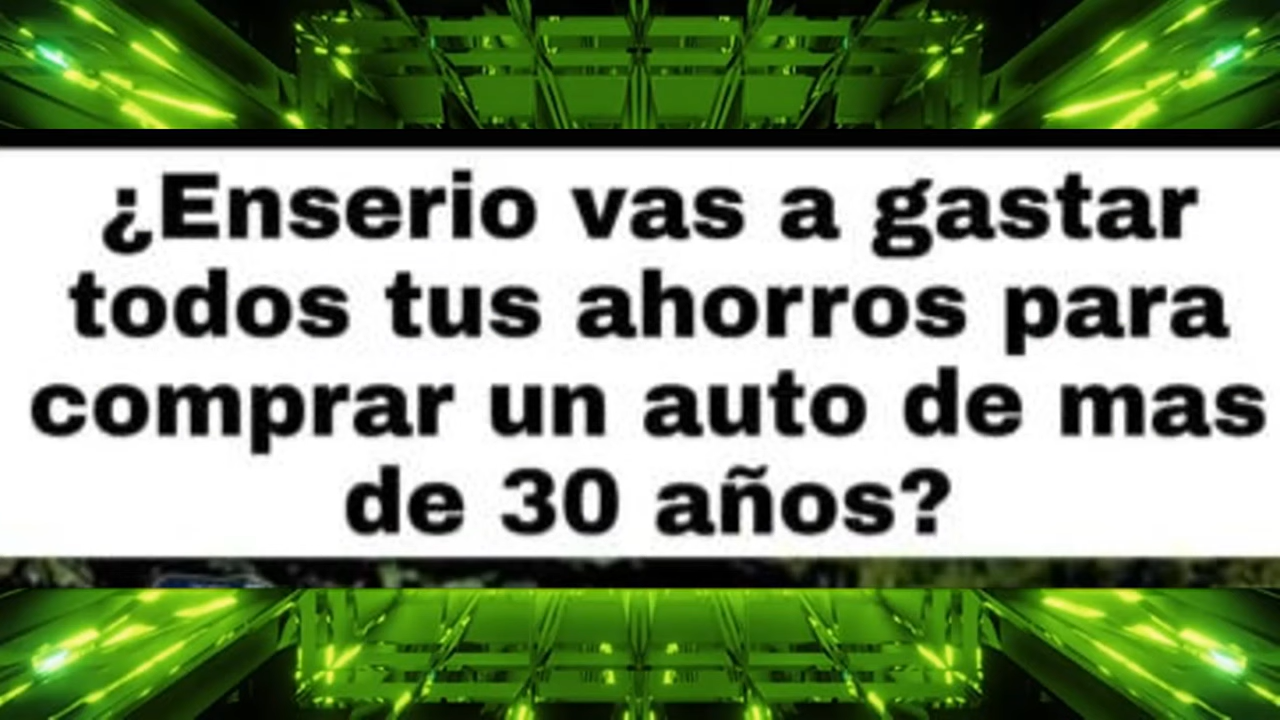 ¿Enserio vas a gastar
todos tus ahorros para
comprar un auto de mas
de 30 años?